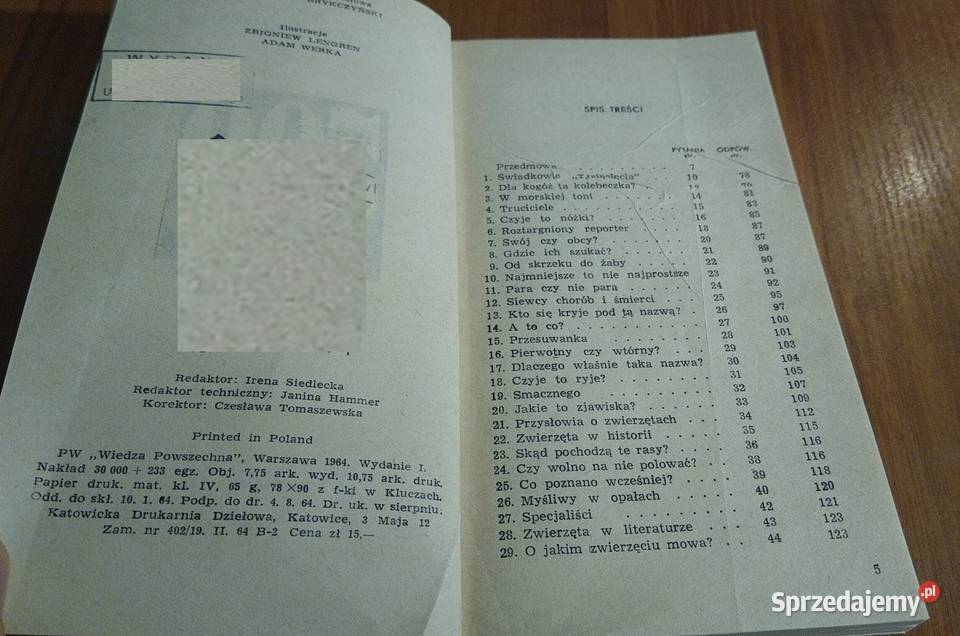 BRYKCZYŃSKI
Ilustracje
ZBIGNIEW LENGREN
ADAM WERKA
Redaktor: Irena Siedlecka
Redaktor techniczny: Janina Hammer
Korektor: Czesława Tomaszewska
Printed in Poland
PW „Wiedza Powszechna", Warszawa 1964. Wydanie I.
Nakład 30 000 + 233 egz. Obj. 7,75 ark. wyd. 10,75 ark. druk.
Papier druk. mat. kl. IV, 65 g, 78×90 z f-ki w Kluczach.
Odd. do skł. 10. 1. 64. Podp. do dr. 4. 8. 64. Dr. uk. w sierpniu.
Katowicka Drukarnia Dziełowa, Katowice, 3 Maja 12
Zam. nr 402/19. II. 64 B-2 Cena zł 15,—
SPIS TREŚCI
PYTANIA ODPOW.
nr. nr.
Przedmowa . . . . . . . 7
1. Świadkowie „Tysiąclecia" . 10 78
2. Dla kogóż ta kolebeczka? .
3. W morskiej toni . . . . . 14 81
4. Truciciele . . . . . . . 15 83
5. Czyje to nóżki? . . . . . 16 85
6. Roztargniony reporter . . . 18 87
7. Swój czy obcy? . . . . . 20 87
8. Gdzie ich szukać? . . . . . 21 89
9. Od skrzeku do żaby . . . . . 22 90
10. Najmniejsze to nie najprostsze 23 91
11. Para czy nie para . . . . . 24 92
12. Siewcy chorób i śmierci . . . 25 95
13. Kto się kryje pod tą nazwą? . 26 97
14. A to co? . . . . . . . 27 100
15. Przesuwanka . . . . . . 28 101
16. Pierwotny czy wtórny? . . . 29 103
17. Dlaczego właśnie taka nazwa? 30 104
18. Czyje to ryje? . . . . . . 31 105
19. Smacznego . . . . . . 32 107
20. Jakie to zjawiska? . . . . . 33 109
21. Przysłowia o zwierzętach . . 34 112
22. Zwierzęta w historii . . . . 35 115
23. Skąd pochodzą te rasy? . . . 36 116
24. Czy wolno na nie polować? . . 38 116
25. Co poznano wcześniej? . . . 39 118
26. Myśliwy w opałach . . . . 40 120
27. Specjaliści . . . . . . 42 121
28. Zwierzęta w literaturze . . . 43 123
29. O jakim zwierzęciu mowa? . . 44 123
5
Sprzedajemy.pl